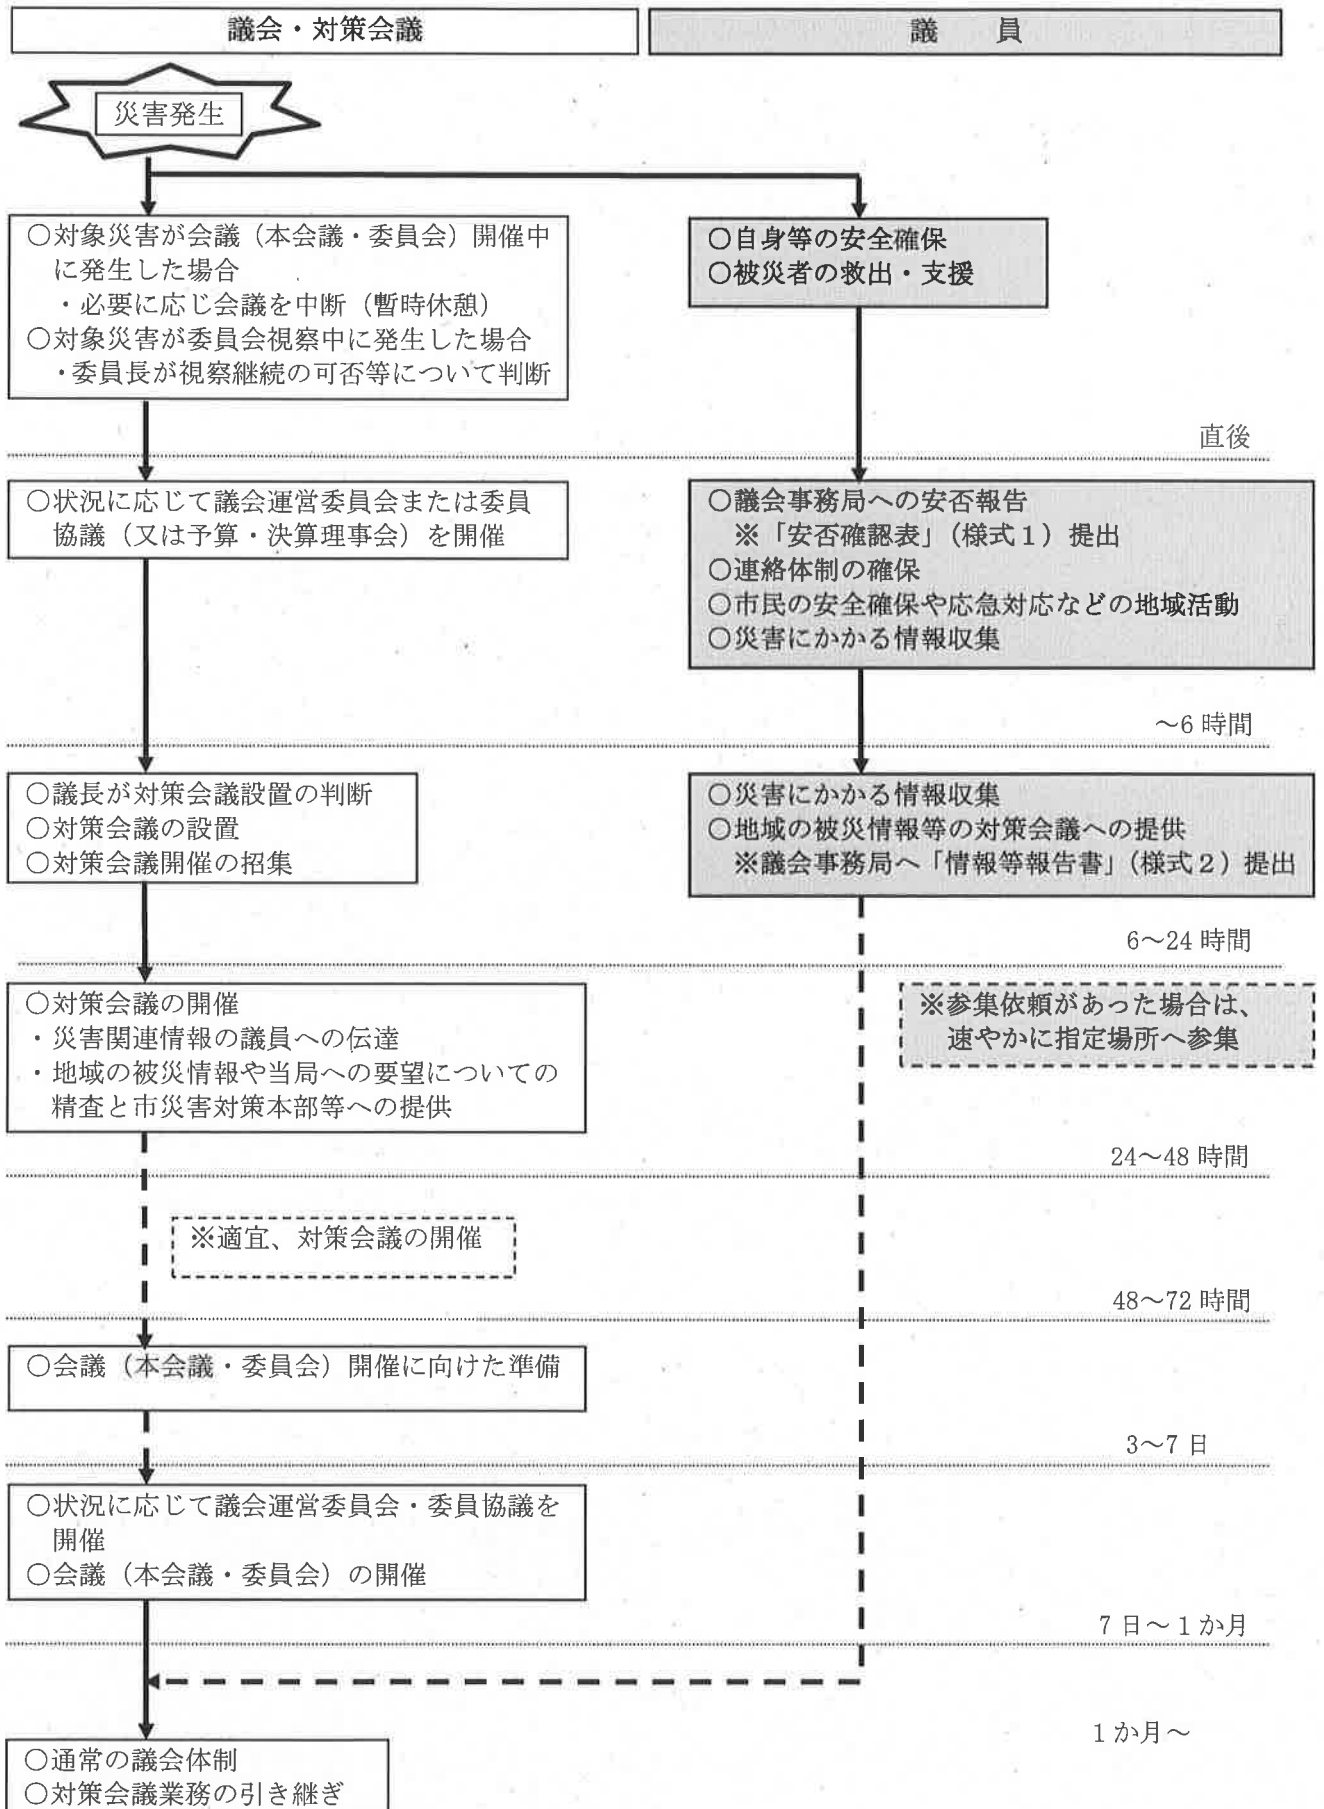 議会・対策会議
議　　員
災害発生
○対象災害が会議（本会議・委員会）開催中
に発生した場合
・必要に応じ会議を中断（暫時休憩）
○対象災害が委員会視察中に発生した場合
・委員長が視察継続の可否等について判断
○自身等の安全確保
○被災者の救出・支援
直後
○状況に応じて議会運営委員会または委員
協議（又は予算・決算理事会）を開催
○議会事務局への安否報告
※「安否確認表」（様式１）提出
○連絡体制の確保
○市民の安全確保や応急対応などの地域活動
○災害にかかる情報収集
～6 時間
○議長が対策会議設置の判断
○対策会議の設置
○対策会議開催の招集
○災害にかかる情報収集
○地域の被災情報等の対策会議への提供
※議会事務局へ「情報等報告書」（様式２）提出
6～24 時間
○対策会議の開催
・災害関連情報の議員への伝達
・地域の被災情報や当局への要望についての
精査と市災害対策本部等への提供
※参集依頼があった場合は、
速やかに指定場所へ参集
24～48 時間
※適宜、対策会議の開催
48～72 時間
○会議（本会議・委員会）開催に向けた準備
3～7 日
○状況に応じて議会運営委員会・委員協議を
開催
○会議（本会議・委員会）の開催
7 日～1 か月
1 か月～
○通常の議会体制
○対策会議業務の引き継ぎ